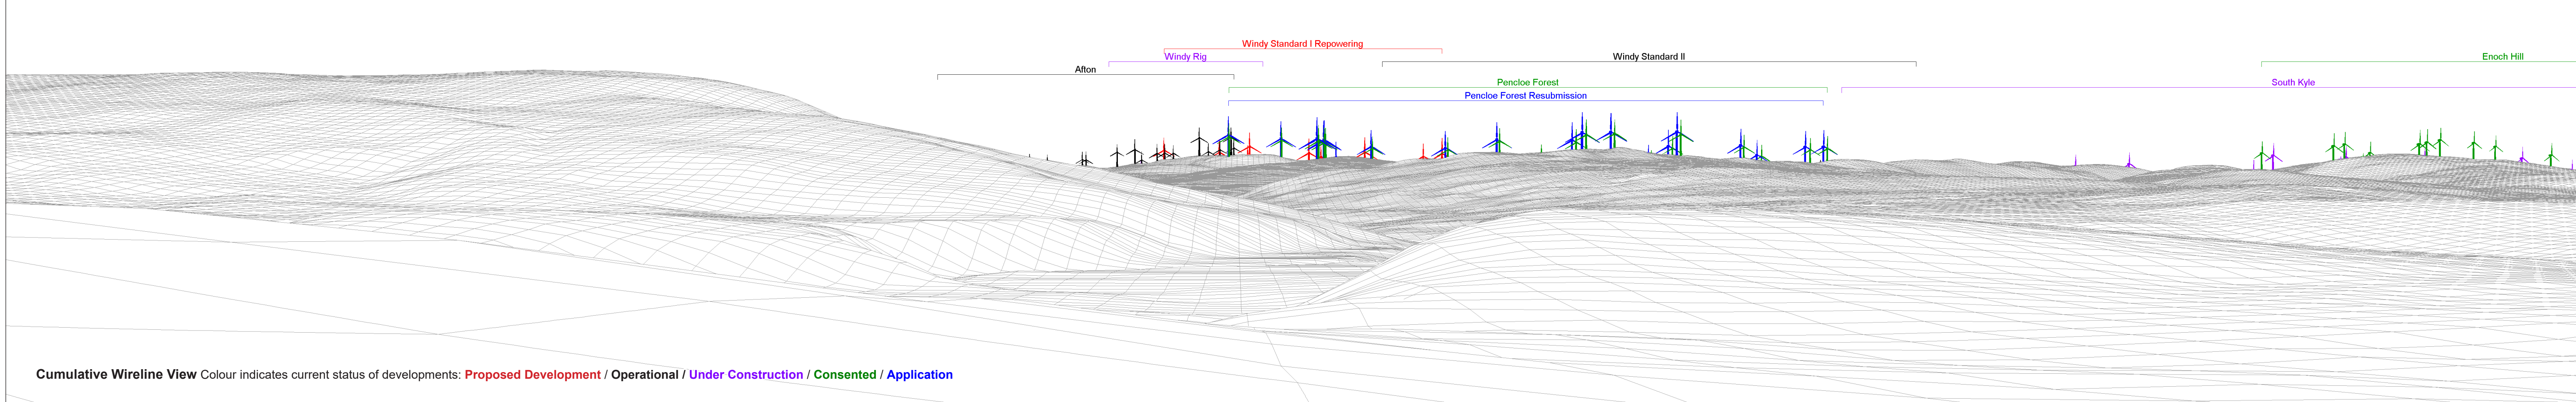 Windy Standard I Repowering
Windy Rig
Windy Standard II
Enoch Hill
Afton
Pencloe Forest
South Kyle
Pencloe Forest Resubmission
Cumulative Wireline View Colour indicates current status of developments: Proposed Development / Operational / Under Construction / Consented / Application